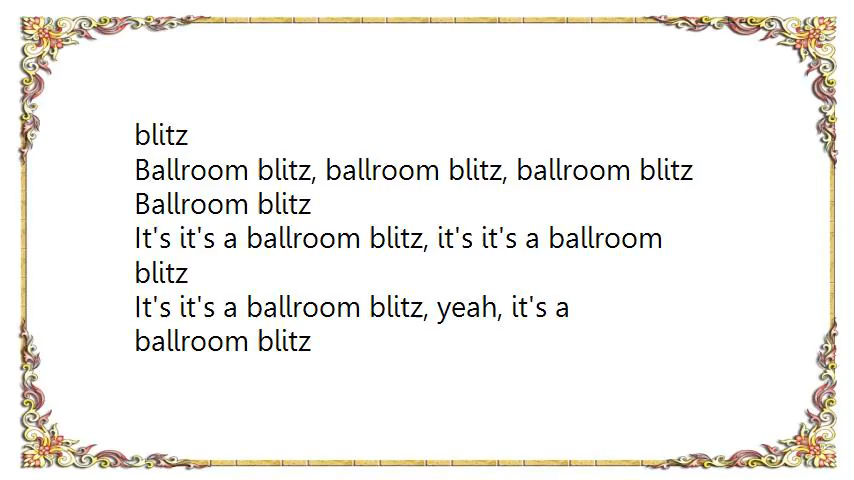 blitz
Ballroom blitz, ballroom blitz, ballroom blitz
Ballroom blitz
It's it's a ballroom blitz, it's it's a ballroom
blitz
It's it's a ballroom blitz, yeah, it's a
ballroom blitz